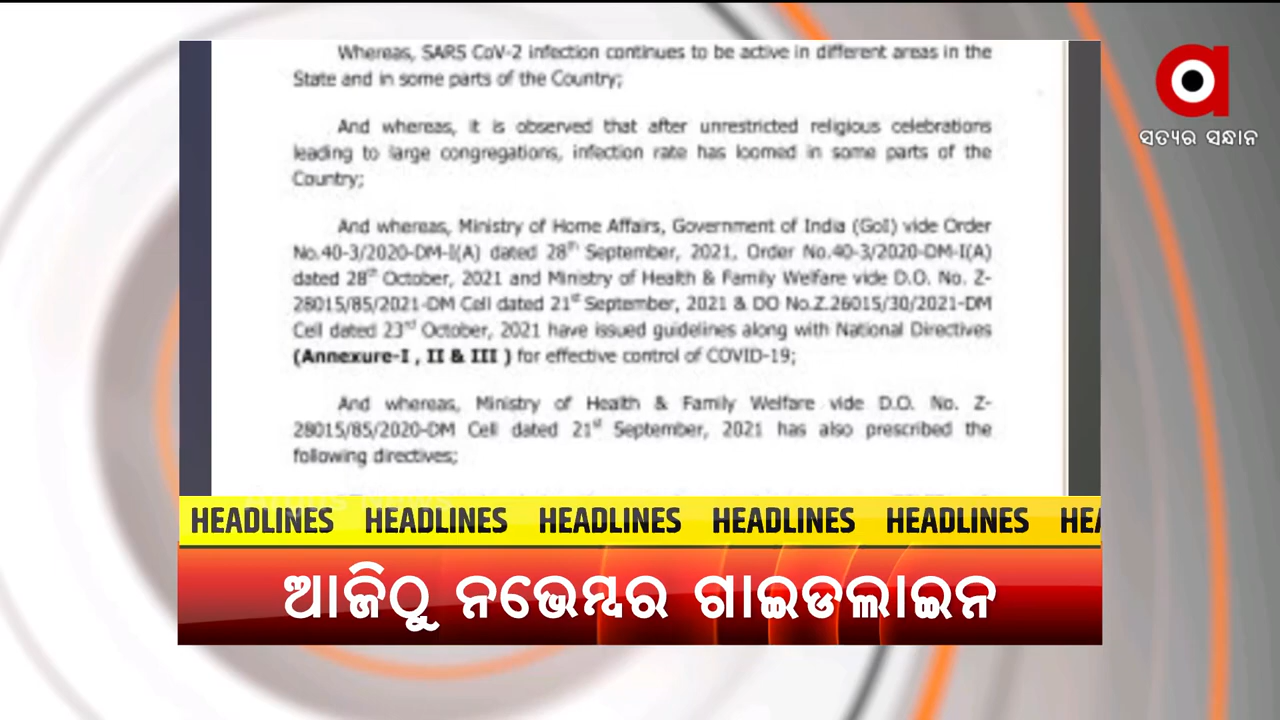 Whereas, SARS CoV-2 infection continues to be active in different areas in the
State and in some parts of the Country;
And whereas, it is observed that after unrestricted religious celebrations
leading to large congregations, infection rate has loomed in some parts of the
Country;
And whereas, Ministry of Home Affairs, Government of India (GoI) vide Order
No.40-3/2020-DM-I(A) dated 28th September, 2021, Order No.40-3/2020-DM-I(A)
dated 28st October, 2021 and Ministry of Health & Family Welfare vide D.O. No. Z-
28015/85/2021-DM Cell dated 21st September, 2021 & DO No.Z.26015/30/2021-DM
Cell dated 23rd October, 2021 have issued guidelines along with National Directives
(Annexure-I , II & III ) for effective control of COVID-19;
And whereas, Ministry of Health & Family Welfare vide D.O. No. Z-
28015/85/2020-DM Cell dated 21st September, 2021 has also prescribed the
following directives;
ସତ୍ୟର ସନ୍ଧାନ
Argus News
HEADLINES HEADLINES HEADLINES HEADLINES HEADLINES HEA
ଆଜିଠୁ ନଭେମ୍ବର ଗାଇଡଲାଇନ